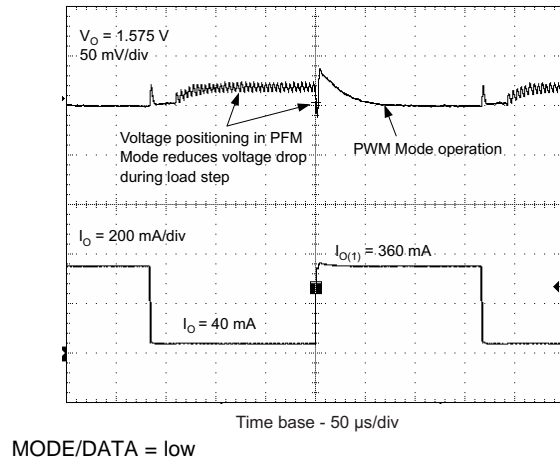 V_O = 1.575 V
50 mV/div
Voltage positioning in PFM
Mode reduces voltage drop
during load step
PWM Mode operation
I_O = 200 mA/div
I_O(1) = 360 mA
I_O = 40 mA
Time base - 50 µs/div
MODE/DATA = low